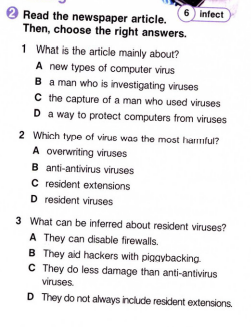 2 Read the newspaper article.
6 infect
Then, choose the right answers.
1 What is the article mainly about?
A new types of computer virus
B a man who is investigating viruses
C the capture of a man who used viruses
D a way to protect computers from viruses
2 Which type of virus was the most harmful?
A overwriting viruses
B anti-antivirus viruses
C resident extensions
D resident viruses
3 What can be inferred about resident viruses?
A They can disable firewalls.
B They aid hackers with piggybacking.
C They do less damage than anti-antivirus
viruses.
D They do not always include resident extensions.